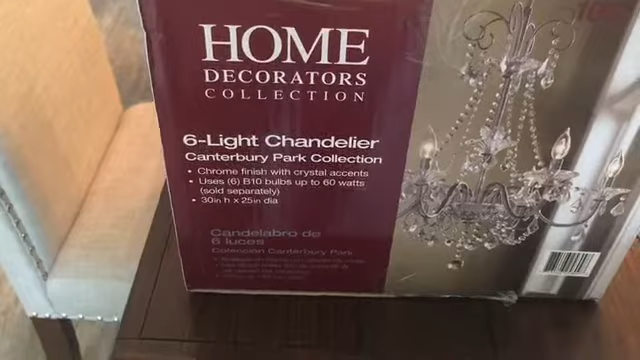 HOME
DECORATORS
COLLECTION
6-Light Chandelier
Canterbury Park Collection
• Chrome finish with crystal accents
• Uses (6) B10 bulbs up to 60 watts
(sold separately)
• 30in h x 25in dia
Candelabro de
6 luces
Colección Canterbury Park